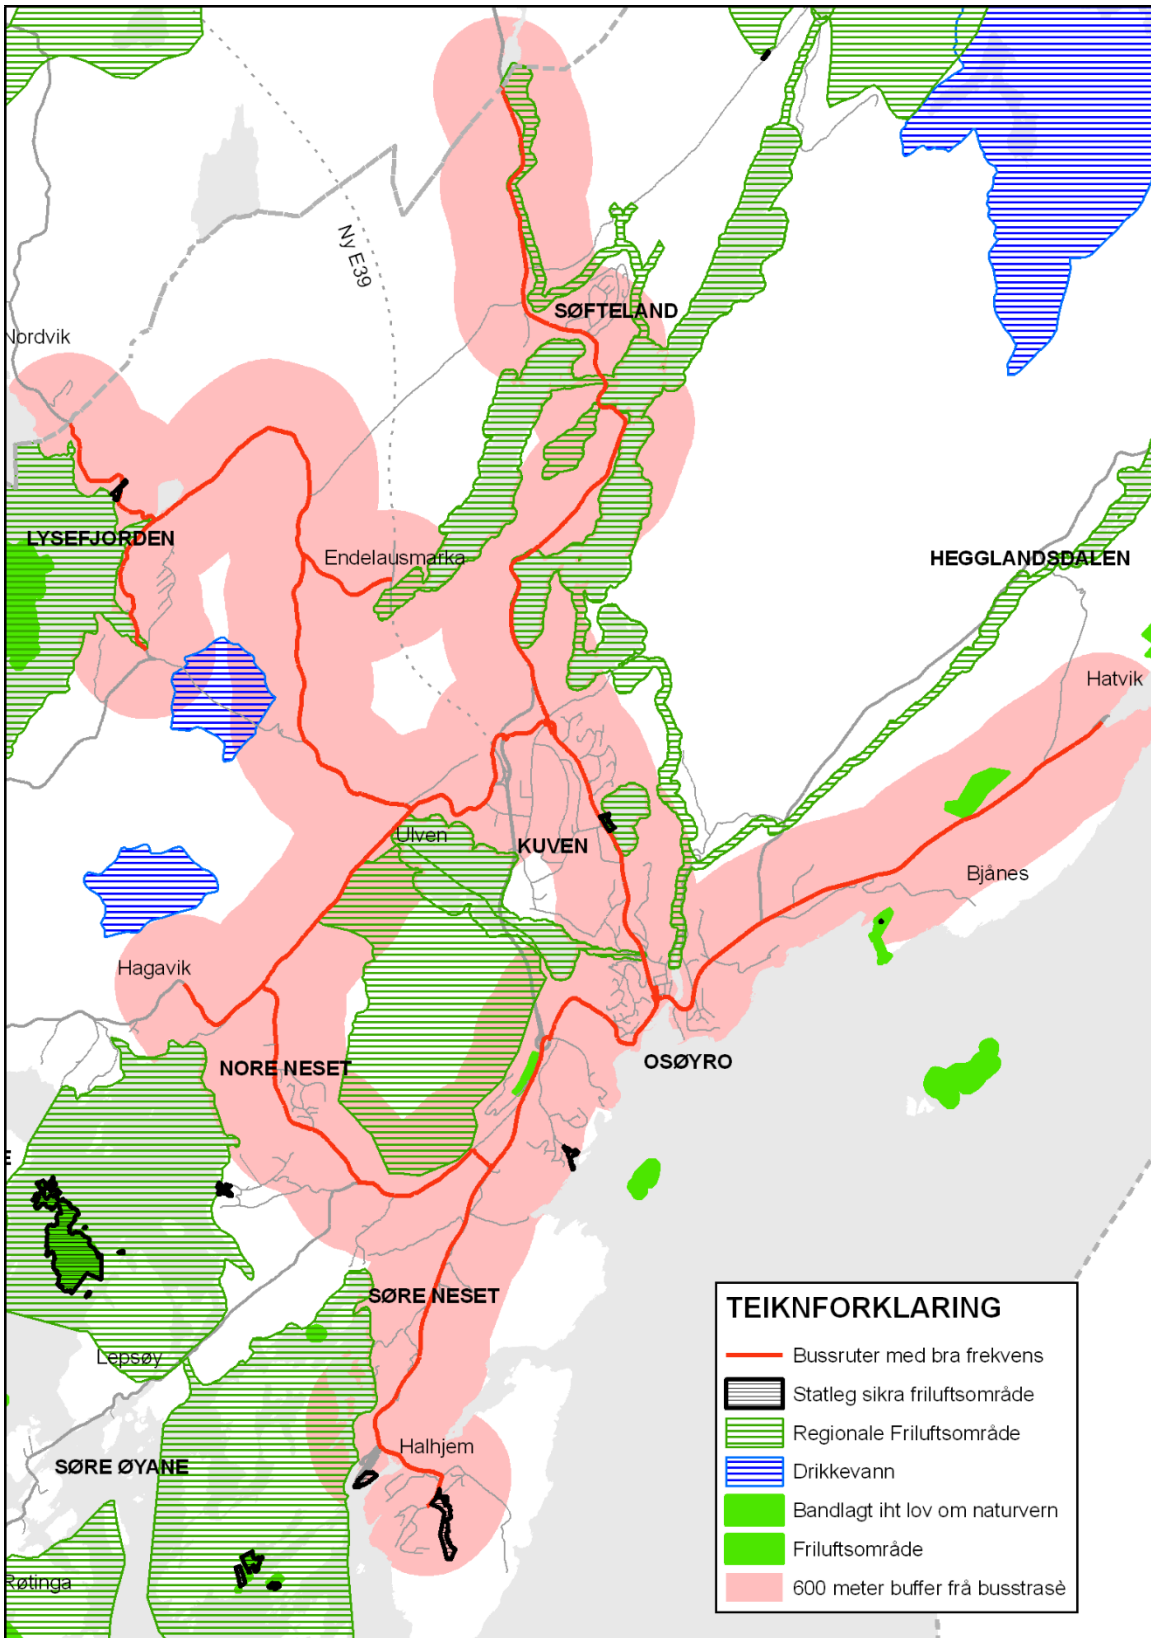 Ny E39
SØFTELAND
Nordvik
LYSEFJORDEN
Endelausmarka
HEGGLANDSDALEN
Hatvik
Ulven
KUVEN
Bjånes
Hagavik
NORE NESET
OSØYRO
E
SØRE NESET
Lepsøy
Halhjem
SØRE ØYANE
Røtinga
TEIKNFORKLARING
Bussruter med bra frekvens
Statleg sikra friluftsområde
Regionale Friluftsområde
Drikkevann
Bandlagt iht lov om naturvern
Friluftsområde
600 meter buffer frå busstrasè